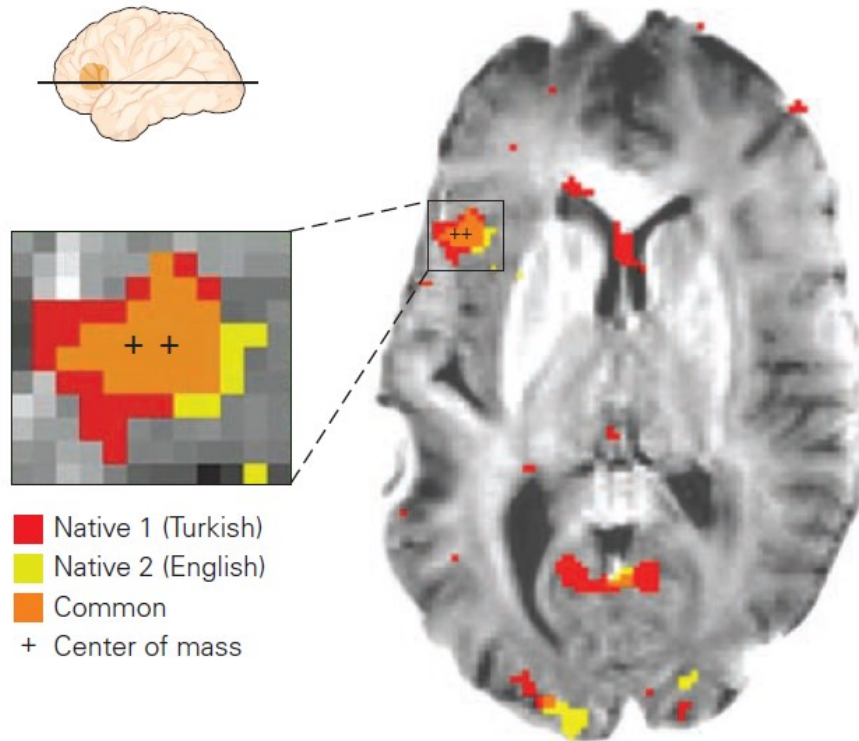 Native 1 (Turkish)
Native 2 (English)
Common
+ Center of mass